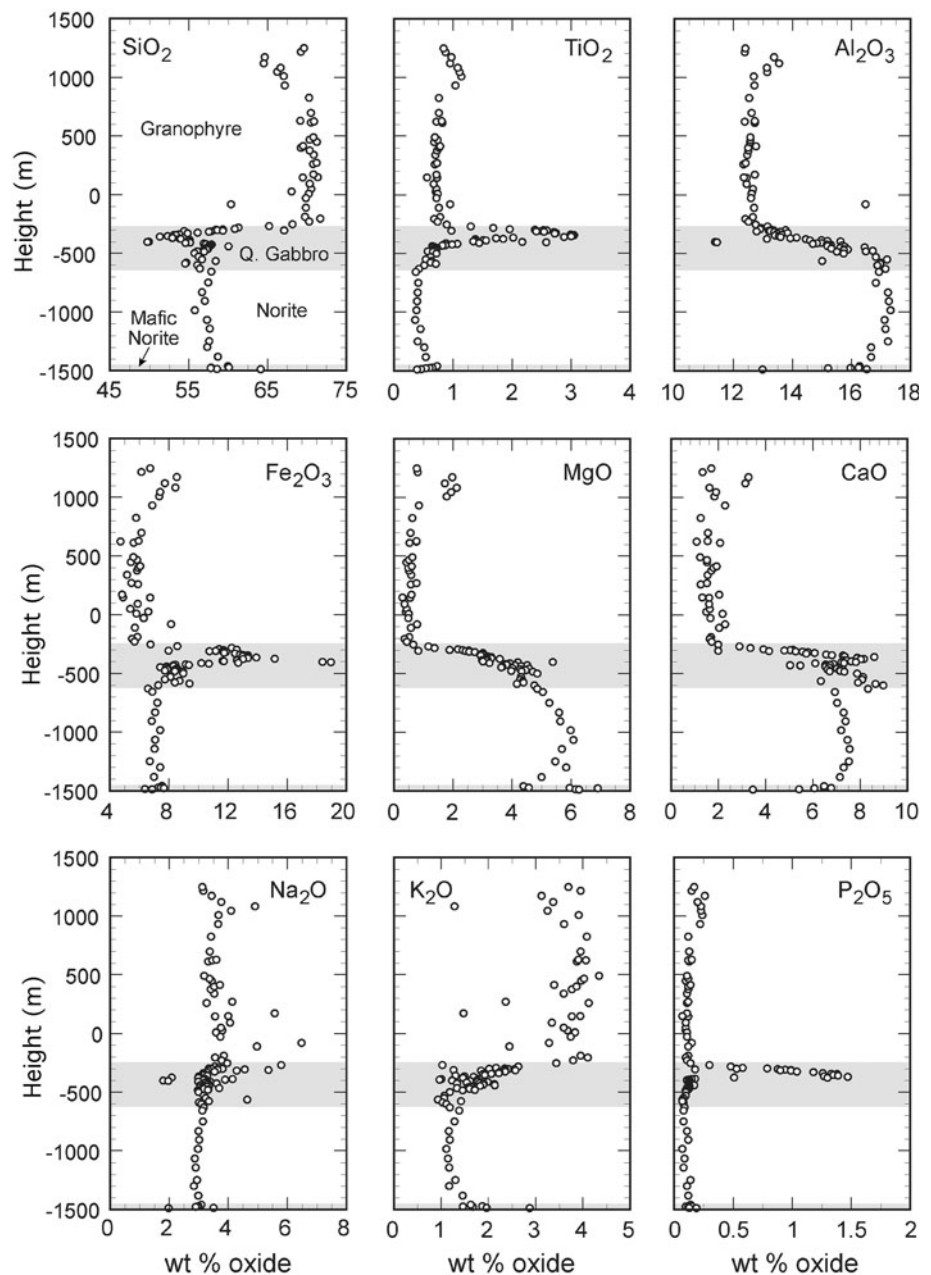 SiO2
TiO2
Al2O3
Granophyre
Q. Gabbro
Norite
Mafic
Norite
Height (m)
1500
1000
500
0
-500
-1000
-1500
45 55 65 75
0 1 2 3 4
10 12 14 16 18
Fe2O3
MgO
CaO
Height (m)
1500
1000
500
0
-500
-1000
-1500
4 8 12 16 20
0 2 4 6 8
0 2 4 6 8 10
Na2O
K2O
P2O5
Height (m)
1500
1000
500
0
-500
-1000
-1500
0 2 4 6 8
0 1 2 3 4 5
0 0.5 1 1.5 2
wt % oxide
wt % oxide
wt % oxide